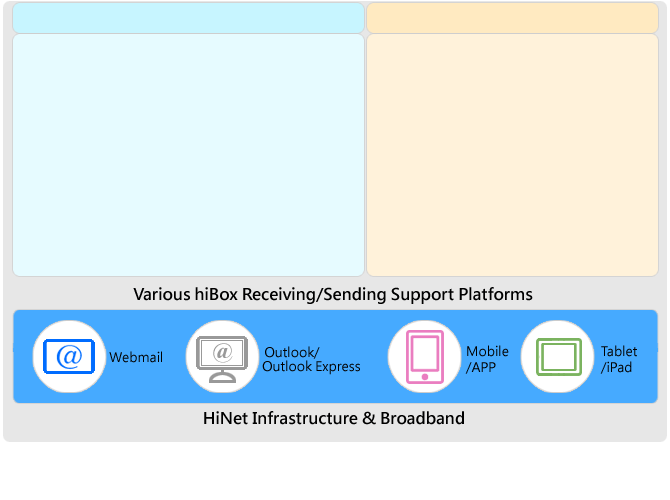 Various hiBox Receiving/Sending Support Platforms
@ Webmail
@ Outlook/
Outlook Express
Mobile
/APP
Tablet
/iPad
HiNet Infrastructure & Broadband